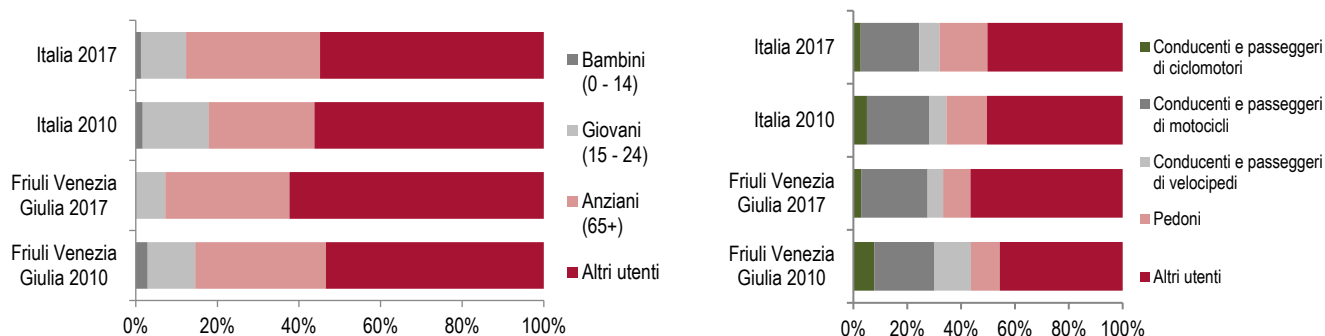 Italia 2017
Italia 2010
Friuli Venezia
Giulia 2017
Friuli Venezia
Giulia 2010
0% 20% 40% 60% 80% 100%
Bambini
(0 - 14)
Giovani
(15 - 24)
Anziani
(65+)
Altri utenti
Italia 2017
Italia 2010
Friuli Venezia
Giulia 2017
Friuli Venezia
Giulia 2010
0% 20% 40% 60% 80% 100%
Conducenti e passeggeri
di ciclomotori
Conducenti e passeggeri
di motocicli
Conducenti e passeggeri
di velocipedi
Pedoni
Altri utenti